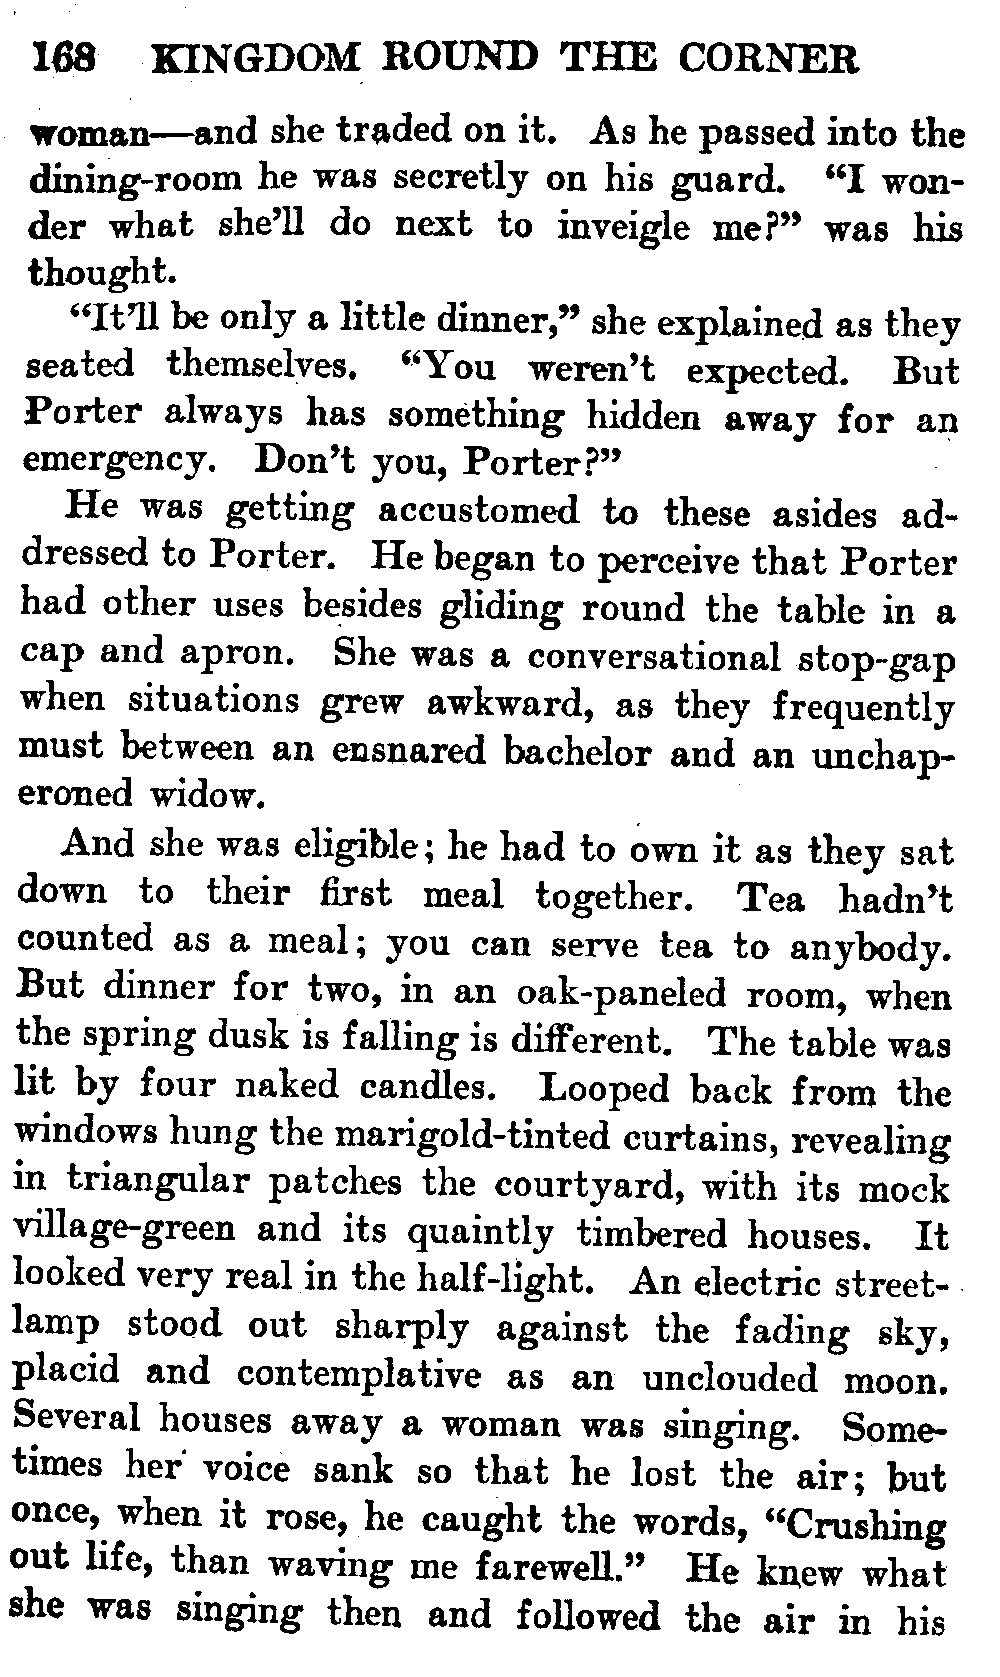 168 KINGDOM ROUND THE CORNER
woman—and she traded on it. As he passed into the
dining-room he was secretly on his guard. “I won-
der what she’ll do next to inveigle me?” was his
thought.
“It’ll be only a little dinner,” she explained as they
seated themselves. “You weren’t expected. But
Porter always has something hidden away for an
emergency. Don’t you, Porter?”
He was getting accustomed to these asides ad-
dressed to Porter. He began to perceive that Porter
had other uses besides gliding round the table in a
cap and apron. She was a conversational stop-gap
when situations grew awkward, as they frequently
must between an ensnared bachelor and an unchap-
eroned widow.
And she was eligible; he had to own it as they sat
down to their first meal together. Tea hadn’t
counted as a meal; you can serve tea to anybody.
But dinner for two, in an oak-paneled room, when
the spring dusk is falling is different. The table was
lit by four naked candles. Looped back from the
windows hung the marigold-tinted curtains, revealing
in triangular patches the courtyard, with its mock
village-green and its quaintly timbered houses. It
looked very real in the half-light. An electric street-
lamp stood out sharply against the fading sky,
placid and contemplative as an unclouded moon.
Several houses away a woman was singing. Some-
times her voice sank so that he lost the air; but
once, when it rose, he caught the words, “Crushing
out life, than waving me farewell.” He knew what
she was singing then and followed the air in his